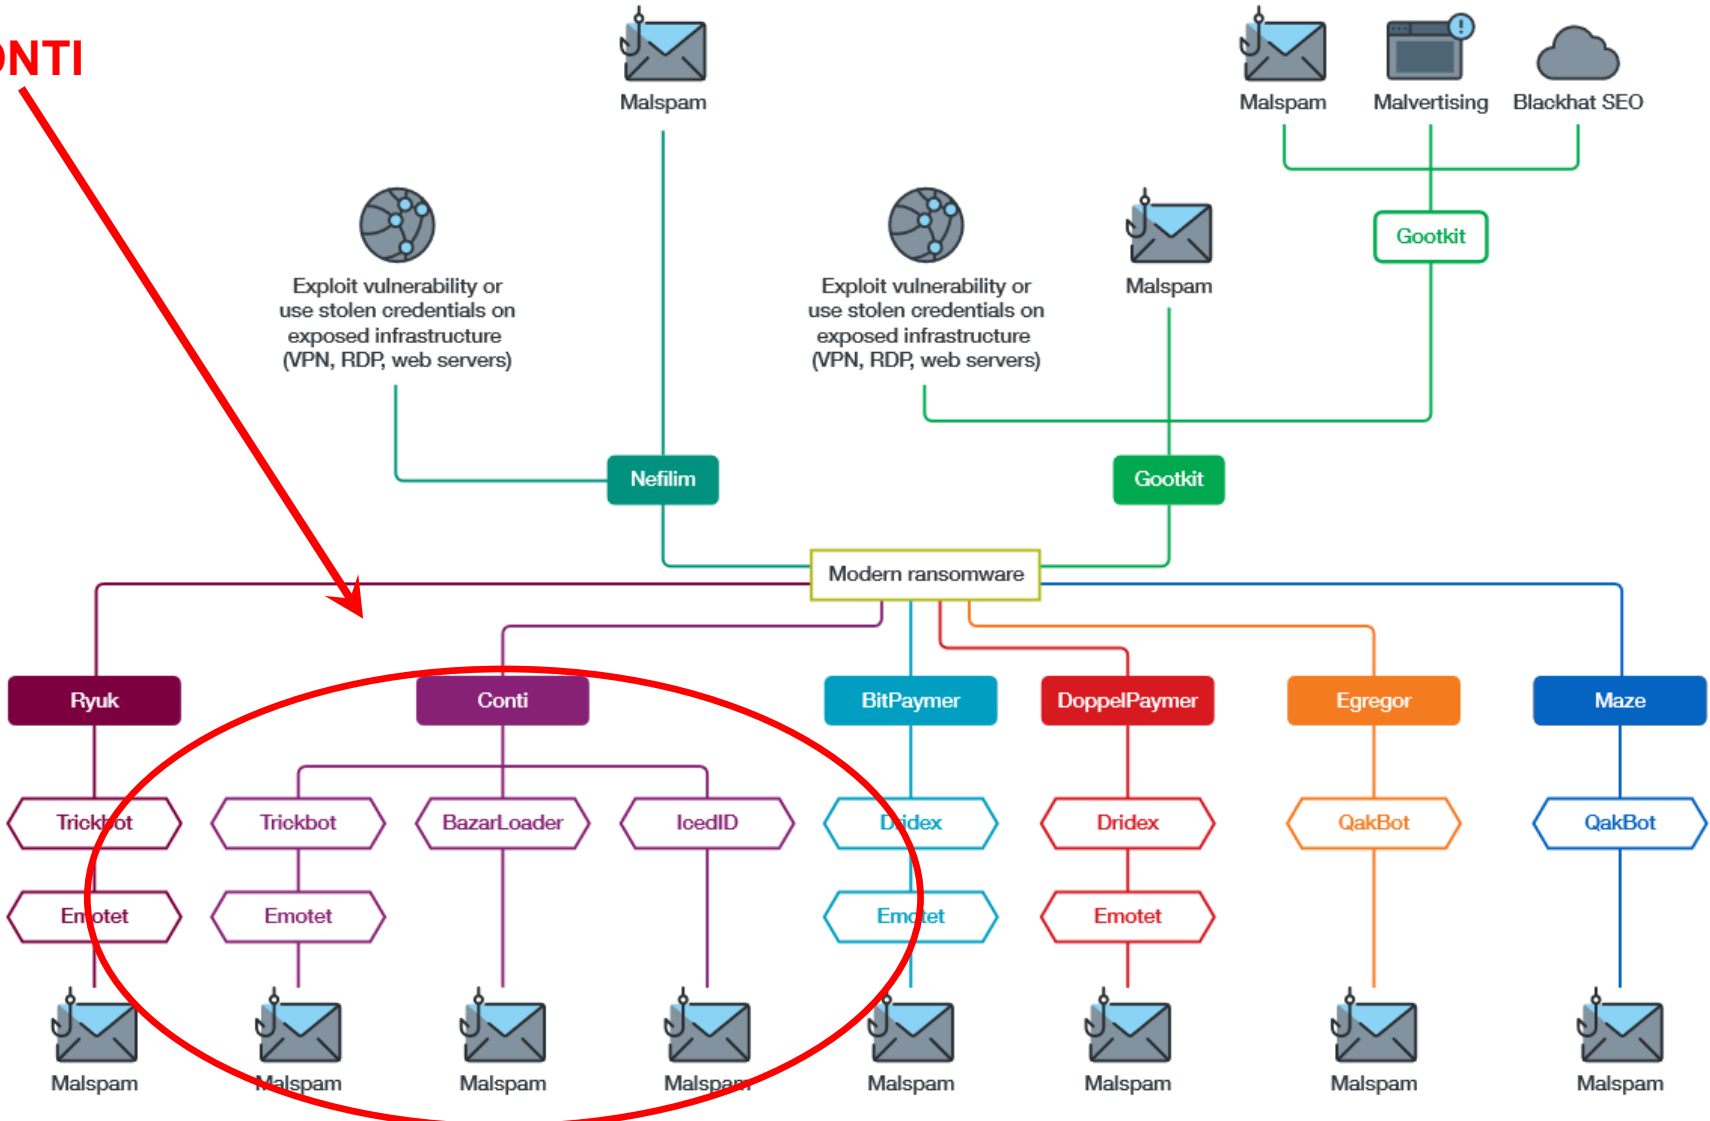 ONTI
Malspam
Malspam
Malvertising
Blackhat SEO
Gootkit
Exploit vulnerability or
use stolen credentials on
exposed infrastructure
(VPN, RDP, web servers)
Exploit vulnerability or
use stolen credentials on
exposed infrastructure
(VPN, RDP, web servers)
Malspam
Nefilim
Gootkit
Modern ransomware
Ryuk
Conti
BitPaymer
DoppelPaymer
Egregor
Maze
Trickbot
Trickbot
BazarLoader
IcedID
Dridex
Dridex
QakBot
QakBot
Emotet
Emotet
Emotet
Emotet
Malspam
Malspam
Malspam
Malspam
Malspam
Malspam
Malspam
Malspam